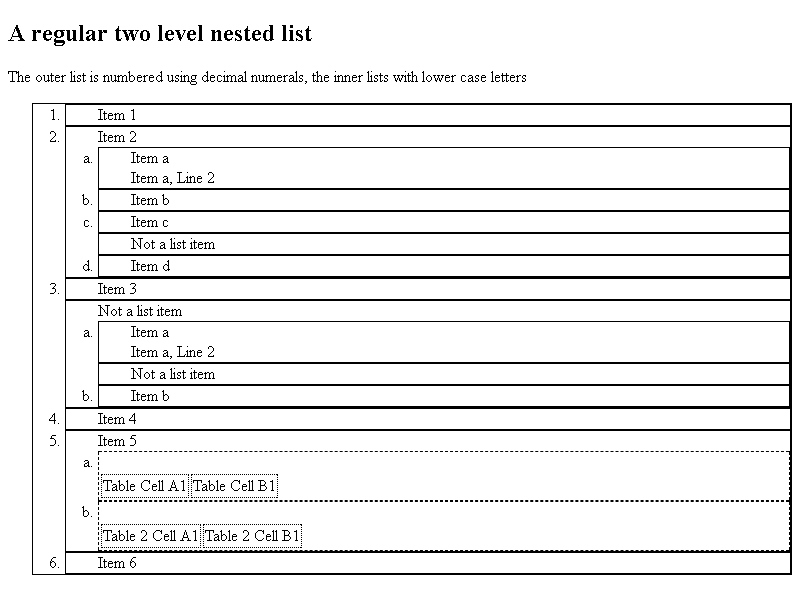 A regular two level nested list
The outer list is numbered using decimal numerals, the inner lists with lower case letters
1. Item 1
2. Item 2
a. Item a
Item a, Line 2
b. Item b
c. Item c
Not a list item
d. Item d
3. Item 3
Not a list item
a. Item a
Item a, Line 2
Not a list item
b. Item b
4. Item 4
5. Item 5
a.
Table Cell A1 Table Cell B1
b.
Table 2 Cell A1 Table 2 Cell B1
6. Item 6